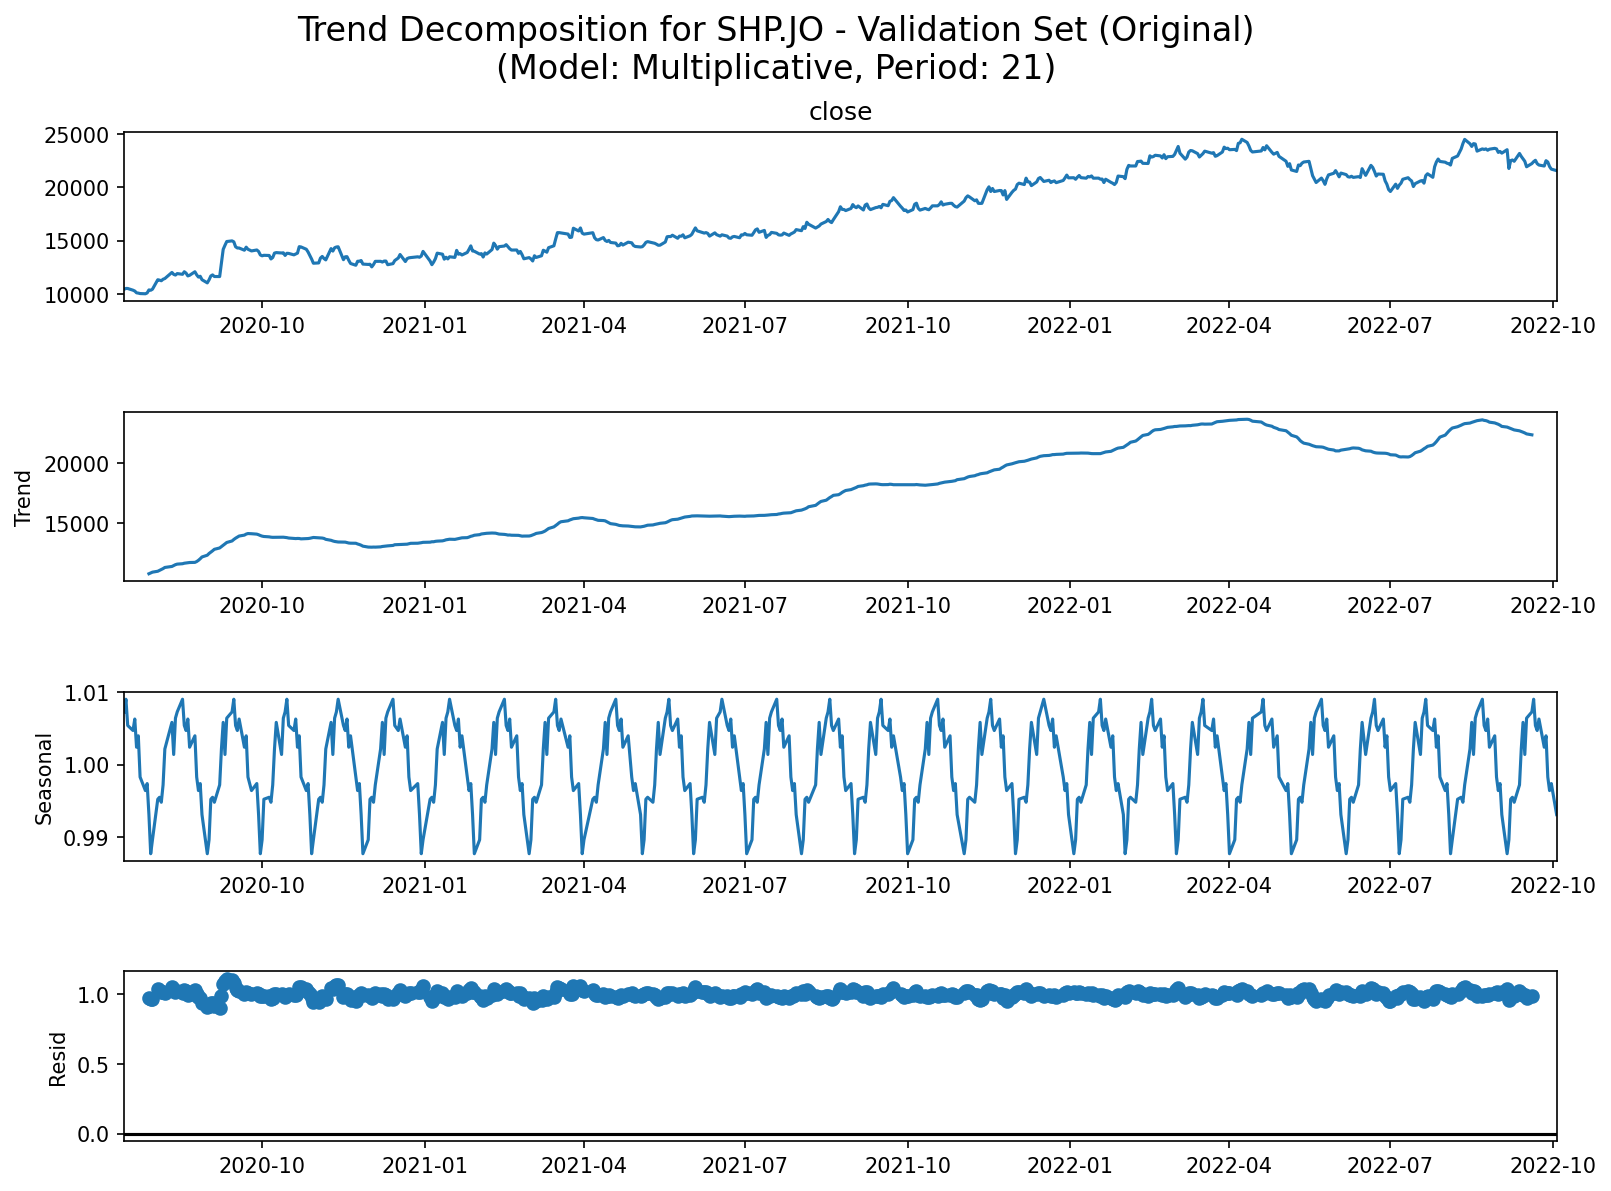 Trend Decomposition for SHP.JO - Validation Set (Original)
(Model: Multiplicative, Period: 21)
close
25000
20000
15000
10000
2020-10 2021-01 2021-04 2021-07 2021-10 2022-01 2022-04 2022-07 2022-10
Trend
20000
15000
2020-10 2021-01 2021-04 2021-07 2021-10 2022-01 2022-04 2022-07 2022-10
Seasonal
1.01
1.00
0.99
2020-10 2021-01 2021-04 2021-07 2021-10 2022-01 2022-04 2022-07 2022-10
Resid
1.0
0.5
0.0
2020-10 2021-01 2021-04 2021-07 2021-10 2022-01 2022-04 2022-07 2022-10